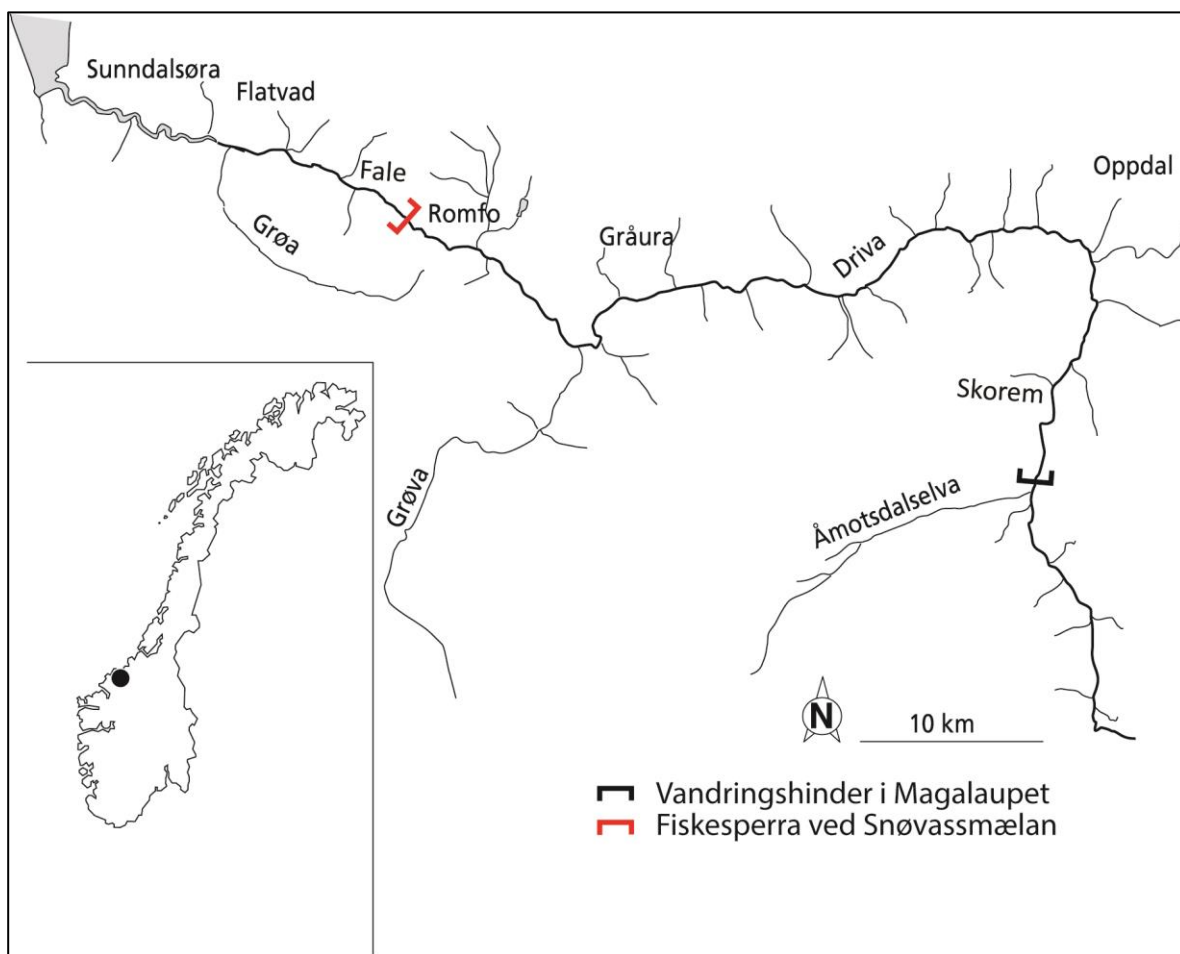 Sunndalsøra
Flatvad
Fale
Romfo
Grøa
Gråura
Driva
Oppdal
Skorem
Grøva
Åmotsdalselva
N
10 km
Vandringshinder i Magalaupet
Fiskesperra ved Snøvassmælan